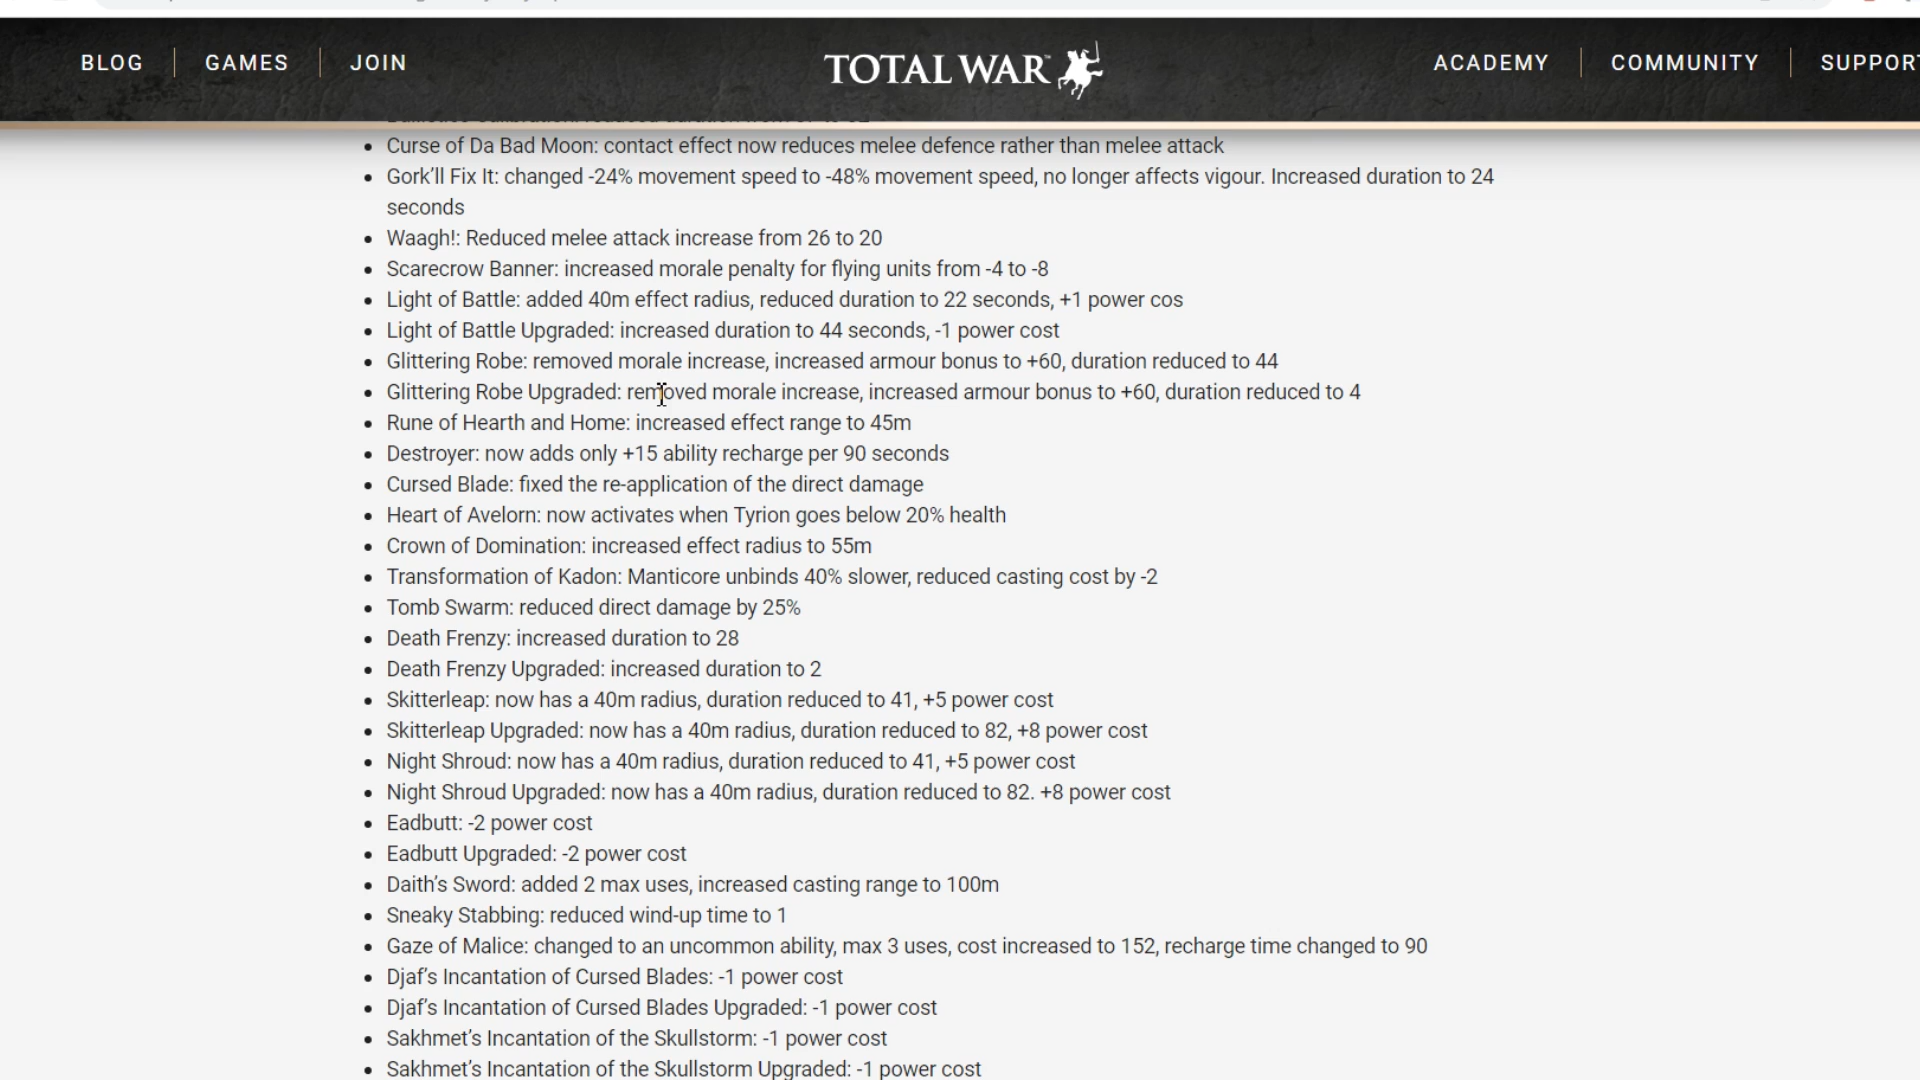 BLOG
GAMES
JOIN
TOTAL WAR
ACADEMY
COMMUNITY
SUPPORT
Curse of Da Bad Moon: contact effect now reduces melee defence rather than melee attack
Gork’ll Fix It: changed -24% movement speed to -48% movement speed, no longer affects vigour. Increased duration to 24
seconds
Waagh!: Reduced melee attack increase from 26 to 20
Scarecrow Banner: increased morale penalty for flying units from -4 to -8
Light of Battle: added 40m effect radius, reduced duration to 22 seconds, +1 power cos
Light of Battle Upgraded: increased duration to 44 seconds, -1 power cost
Glittering Robe: removed morale increase, increased armour bonus to +60, duration reduced to 44
Glittering Robe Upgraded: removed morale increase, increased armour bonus to +60, duration reduced to 4
Rune of Hearth and Home: increased effect range to 45m
Destroyer: now adds only +15 ability recharge per 90 seconds
Cursed Blade: fixed the re-application of the direct damage
Heart of Avelorn: now activates when Tyrion goes below 20% health
Crown of Domination: increased effect radius to 55m
Transformation of Kadon: Manticore unbinds 40% slower, reduced casting cost by -2
Tomb Swarm: reduced direct damage by 25%
Death Frenzy: increased duration to 28
Death Frenzy Upgraded: increased duration to 2
Skitterleap: now has a 40m radius, duration reduced to 41, +5 power cost
Skitterleap Upgraded: now has a 40m radius, duration reduced to 82, +8 power cost
Night Shroud: now has a 40m radius, duration reduced to 41, +5 power cost
Night Shroud Upgraded: now has a 40m radius, duration reduced to 82. +8 power cost
Eadbutt: -2 power cost
Eadbutt Upgraded: -2 power cost
Daith’s Sword: added 2 max uses, increased casting range to 100m
Sneaky Stabbing: reduced wind-up time to 1
Gaze of Malice: changed to an uncommon ability, max 3 uses, cost increased to 152, recharge time changed to 90
Djaf’s Incantation of Cursed Blades: -1 power cost
Djaf’s Incantation of Cursed Blades Upgraded: -1 power cost
Sakhmet’s Incantation of the Skullstorm: -1 power cost
Sakhmet’s Incantation of the Skullstorm Upgraded: -1 power cost